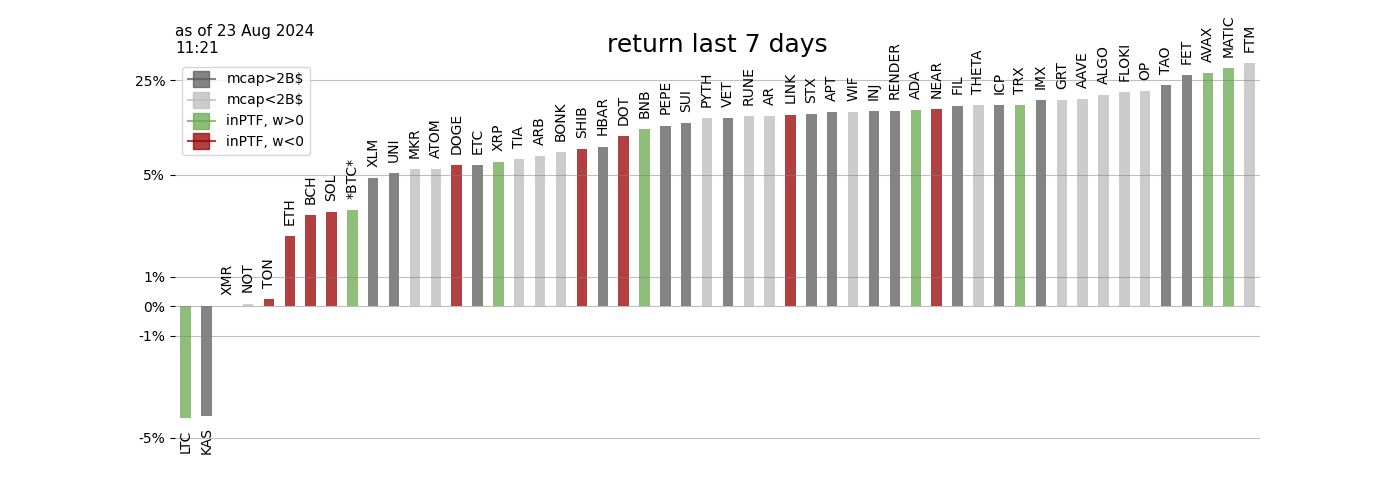 as of 23 Aug 2024
11:21
return last 7 days
mcap>2B$
mcap<2B$
inPTF, w>0
inPTF, w<0
25%
5%
1%
0%
-1%
-5%
LTC
KAS
XMR
NOT
TON
ETH
BCH
SOL
*BTC*
XLM
UNI
MKR
ATOM
DOGE
ETC
XRP
TIA
ARB
BONK
SHIB
HBAR
DOT
BNB
PEPE
SUI
PYTH
VET
RUNE
AR
LINK
STX
APT
WIF
INJ
RENDER
ADA
NEAR
FIL
THETA
ICP
TRX
IMX
GRT
AAVE
ALGO
FLOKI
OP
TAO
FET
AVAX
MATIC
FTM